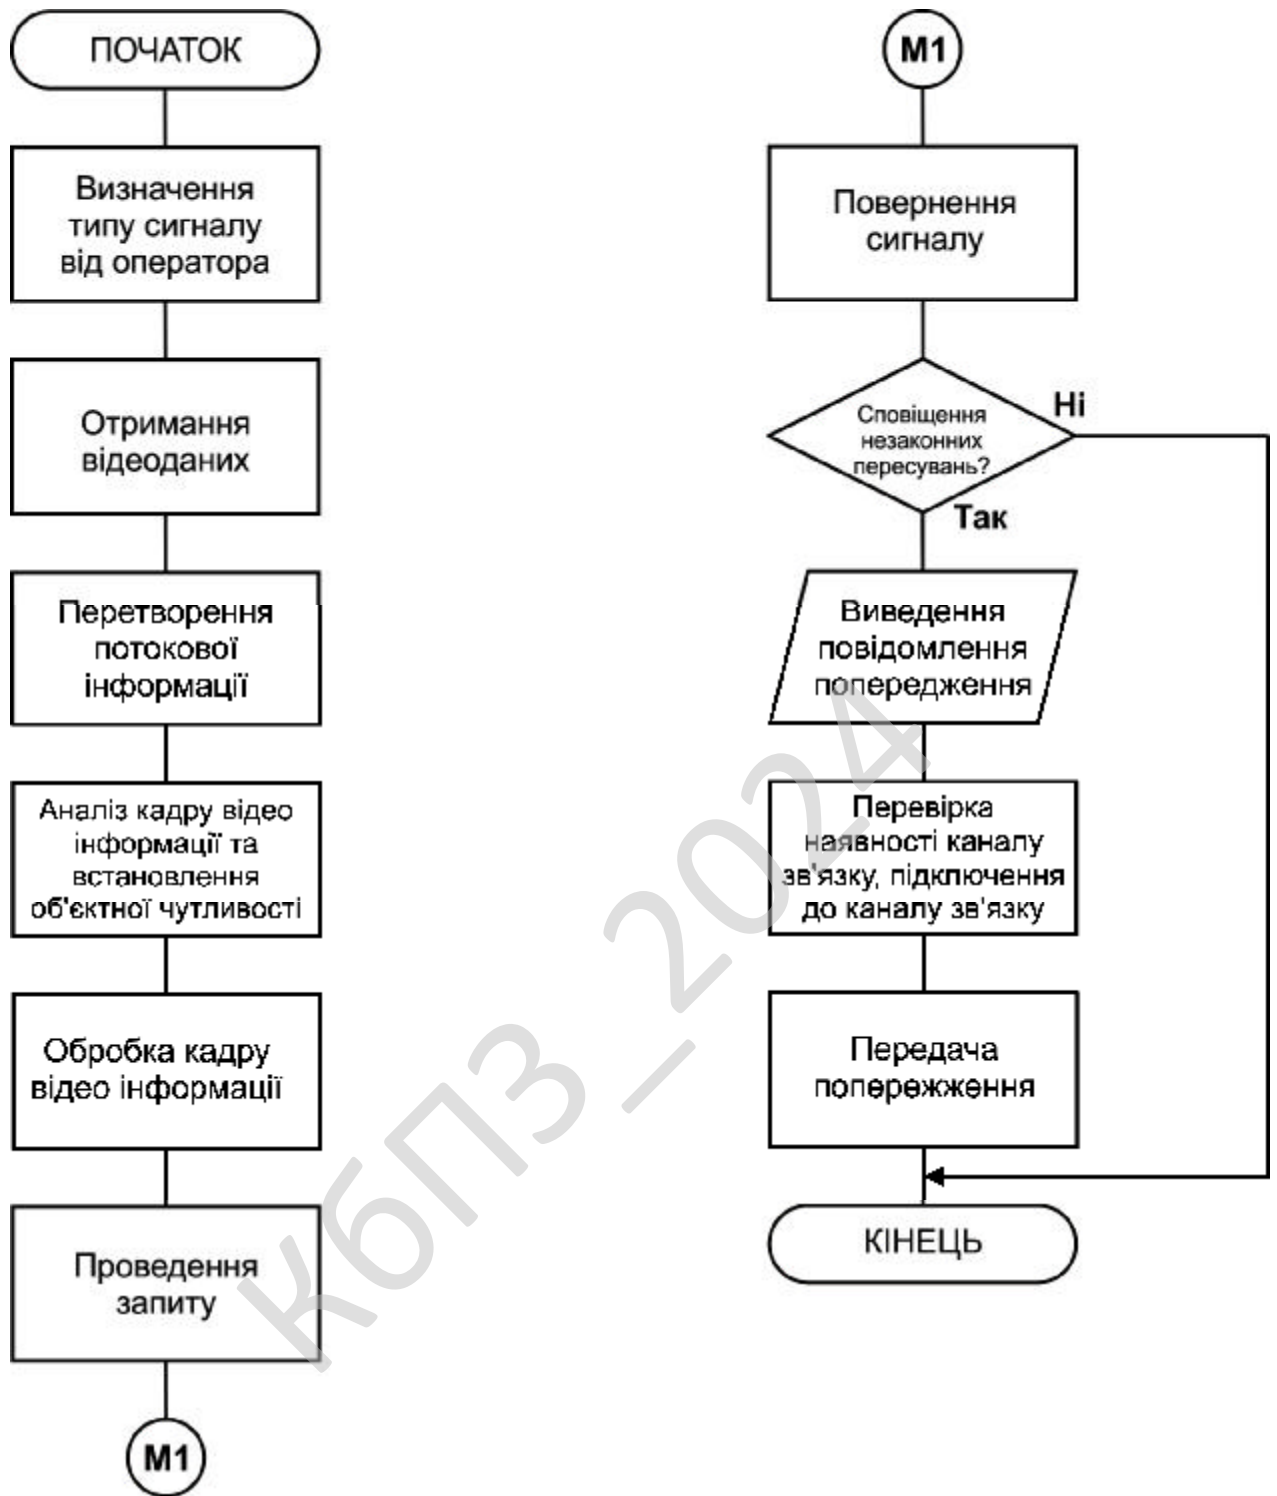 ПОЧАТОК
Визначення
типу сигналу
від оператора
Отримання
відеоданих
Перетворення
потокової
інформації
Аналіз кадру відео
інформації та
встановлення
об'єктної чутливості
Обробка кадру
відео інформації
Проведення
запиту
М1
М1
Повернення
сигналу
Сповіщення
незаконних
пересувань?
Ні
Так
Виведення
повідомлення
попередження
Перевірка
наявності каналу
зв'язку, підключення
до каналу зв'язку
Передача
попережження
КІНЕЦЬ
КбПЗ_2024